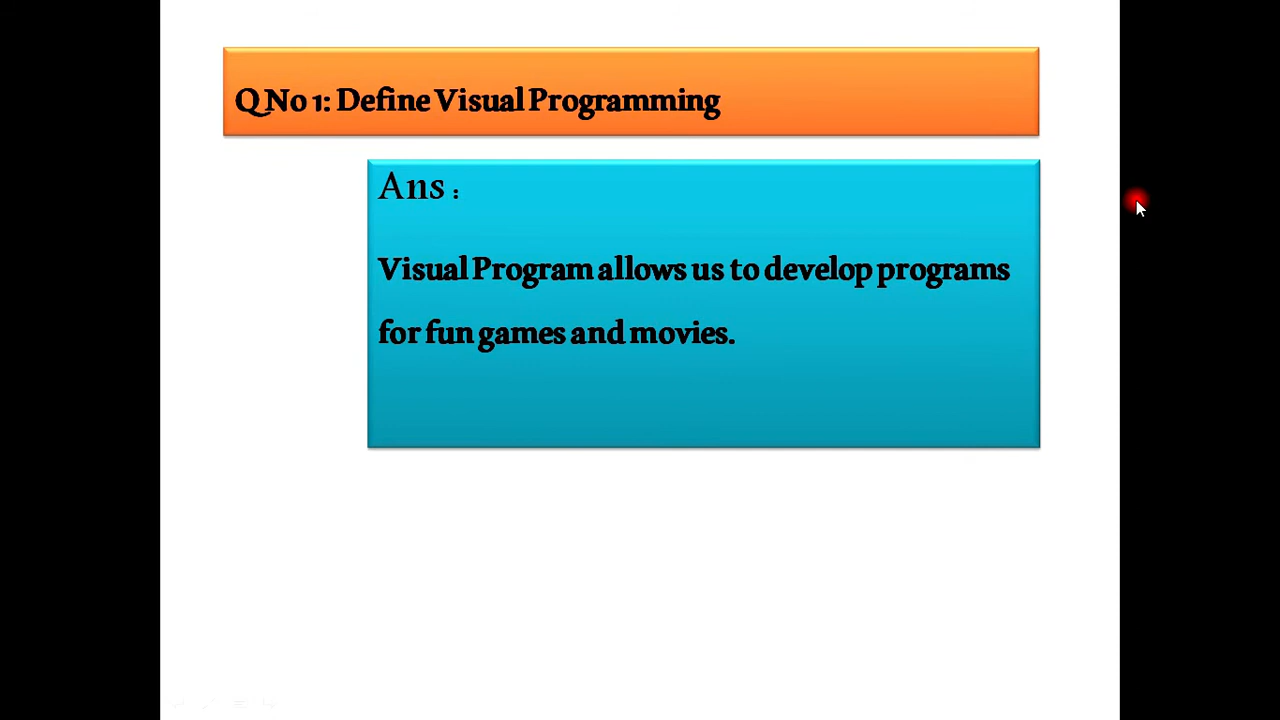 Q No 1: Define Visual Programming
Ans :
Visual Program allows us to develop programs
for fun games and movies.